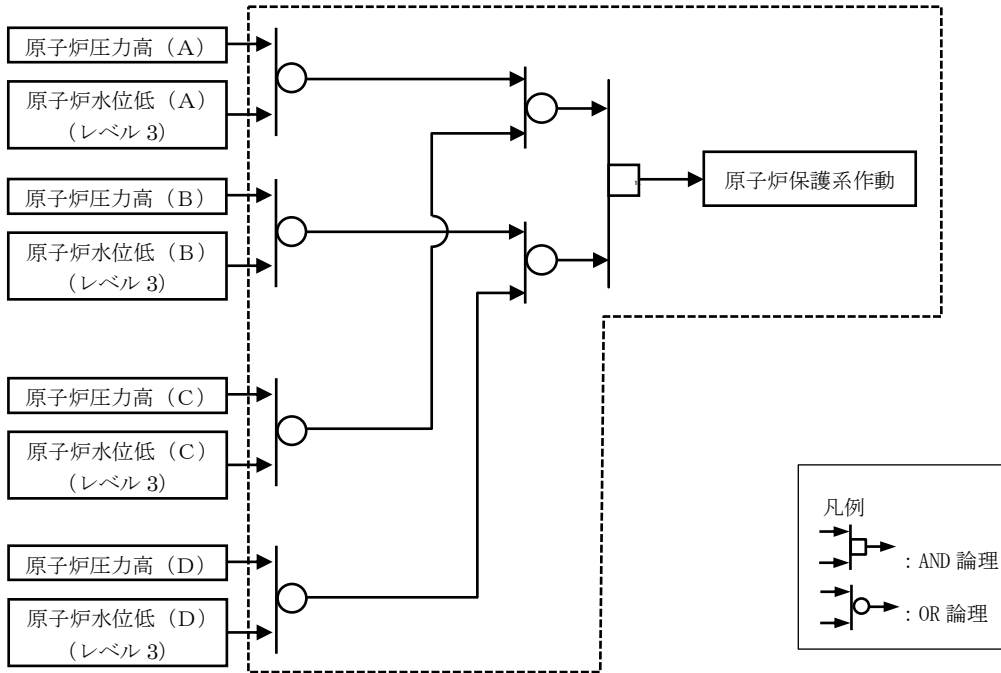 原子炉圧力高（A）
原子炉水位低（A）
（レベル 3）
原子炉圧力高（B）
原子炉水位低（B）
（レベル 3）
原子炉保護系作動
原子炉圧力高（C）
原子炉水位低（C）
（レベル 3）
原子炉圧力高（D）
原子炉水位低（D）
（レベル 3）
凡例
：AND 論理
：OR 論理